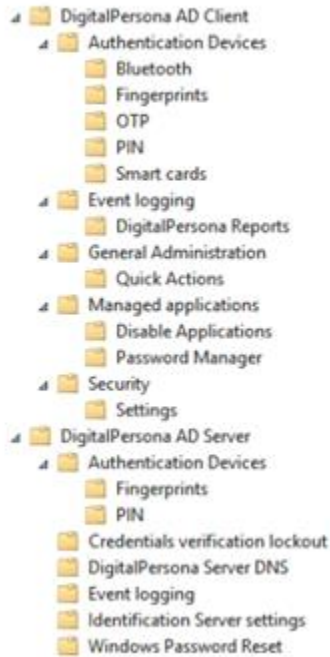 DigitalPersona AD Client
Authentication Devices
Bluetooth
Fingerprints
OTP
PIN
Smart cards
Event logging
DigitalPersona Reports
General Administration
Quick Actions
Managed applications
Disable Applications
Password Manager
Security
Settings
DigitalPersona AD Server
Authentication Devices
Fingerprints
PIN
Credentials verification lockout
DigitalPersona Server DNS
Event logging
Identification Server settings
Windows Password Reset